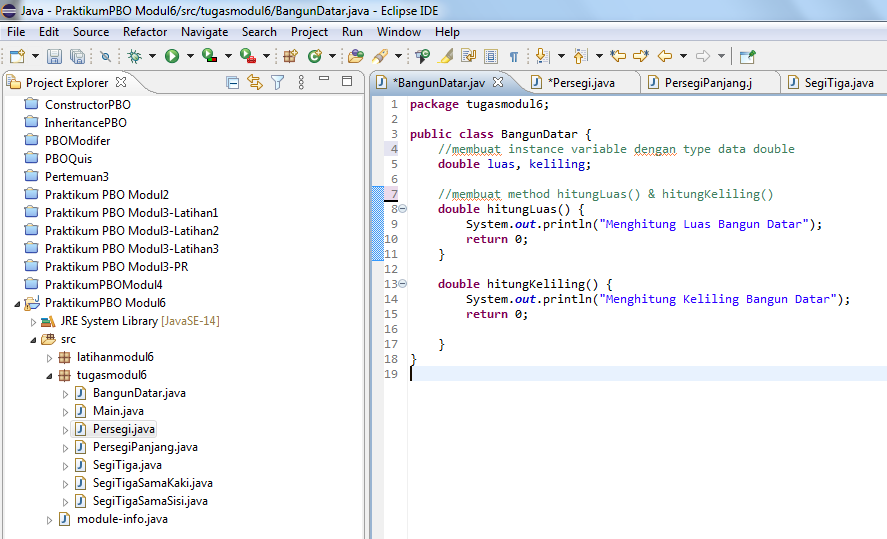 Java - PraktikumPBO Modul6/src/tugasmodul6/BangunDatar.java - Eclipse IDE
File Edit Source Refactor Navigate Search Project Run Window Help
Project Explorer
*BangunDatar.jav
*Persegi.java
PersegiPanjang.j
SegiTiga.java
ConstructorPBO
InheritancePBO
PBOModifer
PBOQuis
Pertemuan3
Praktikum PBO Modul2
Praktikum PBO Modul3-Latihan1
Praktikum PBO Modul3-Latihan2
Praktikum PBO Modul3-Latihan3
Praktikum PBO Modul3-PR
PraktikumPBOModul4
PraktikumPBO Modul6
JRE System Library [JavaSE-14]
src
latihanmodul6
tugasmodul6
BangunDatar.java
Main.java
Persegi.java
PersegiPanjang.java
SegiTiga.java
SegiTigaSamaKaki.java
SegiTigaSamaSisi.java
module-info.java
1 package tugasmodul6;
2
3 public class BangunDatar {
4 //membuat instance variable dengan type data double
5 double luas, keliling;
6
7 //membuat method hitungLuas() & hitungKeliling()
8 double hitungLuas() {
9 System.out.println("Menghitung Luas Bangun Datar");
10 return 0;
11 }
12
13 double hitungKeliling() {
14 System.out.println("Menghitung Keliling Bangun Datar");
15 return 0;
16
17 }
18 }
19